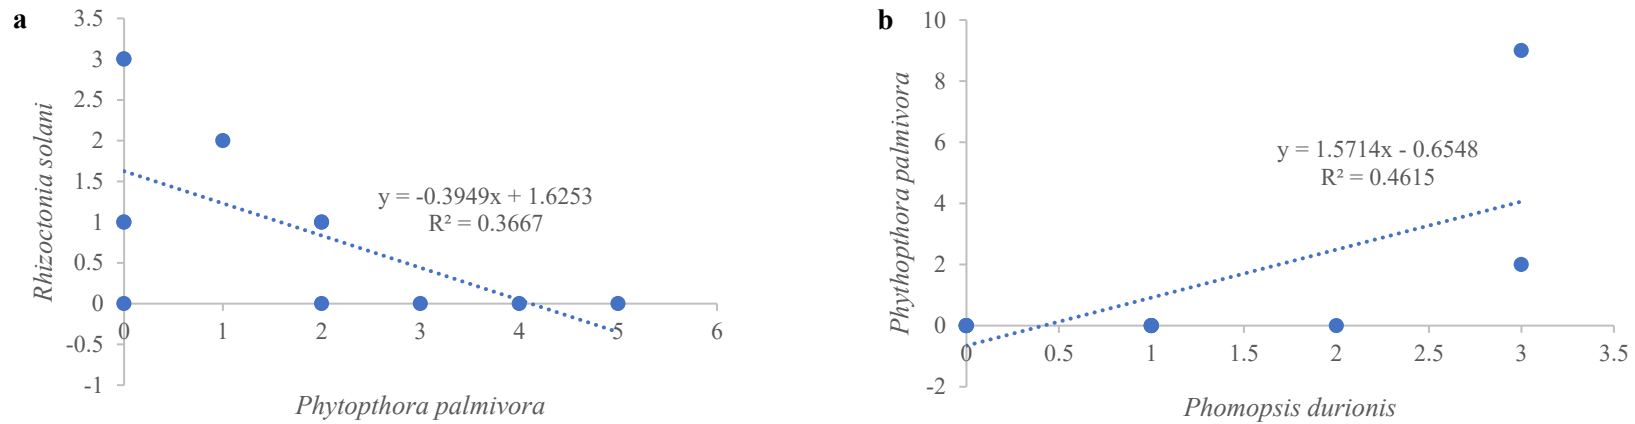 a
3.5
3
2.5
2
1.5
1
0.5
0
-0.5
-1
0 1 2 3 4 5 6
Rhizoctonia solani
y = -0.3949x + 1.6253
R² = 0.3667
Phytopthora palmivora
b
10
8
6
4
2
0
-2
0 0.5 1 1.5 2 2.5 3 3.5
Phythopthora palmivora
y = 1.5714x - 0.6548
R² = 0.4615
Phomopsis durionis